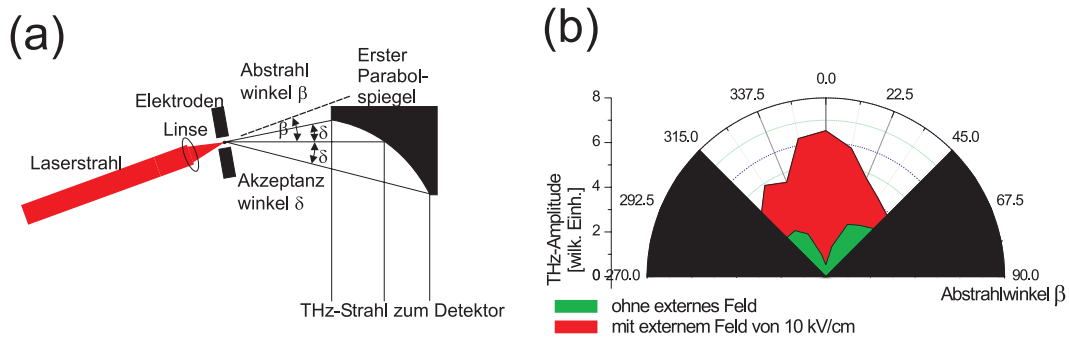 (a)
Abstrahl
winkel β
Erster
Parabol-
spiegel
Elektroden
Linse
β
δ
δ
Laserstrahl
Akzeptanz
winkel δ
THz-Strahl zum Detektor
(b)
0.0
337.5
22.5
315.0
45.0
292.5
67.5
270.0
90.0
8
6
4
2
0
THz-Amplitude
[wilk. Einh.]
Abstrahlwinkel β
ohne externes Feld
mit externem Feld von 10 kV/cm